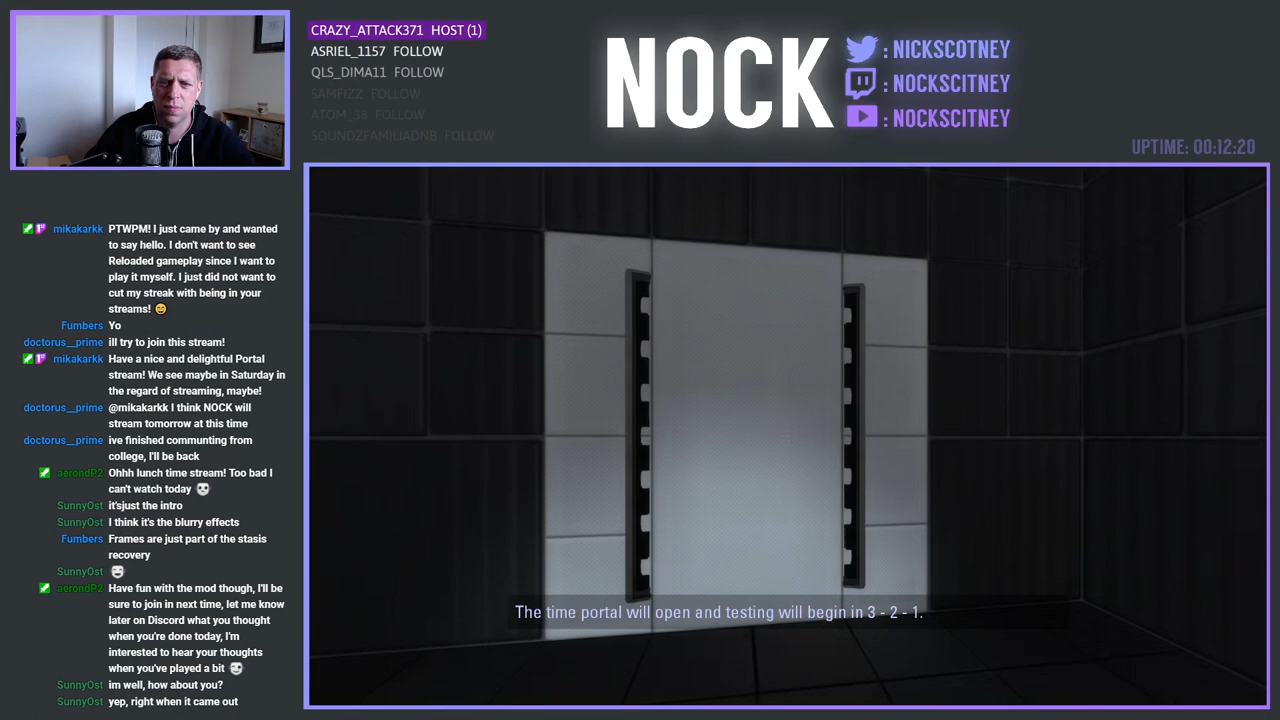 CRAZY_ATTACK371 HOST (1)
ASRIEL_1157 FOLLOW
QLS_DIMA11 FOLLOW
SAMFIZZ FOLLOW
ATOM_38 FOLLOW
SOUNDZFAMILIADNB FOLLOW
NOCK
: NICKSCOTNEY
: NOCKSCITNEY
: NOCKSCITNEY
UPTIME: 00:12:20
mikakarkk PTWPM! I just came by and wanted
to say hello. I don't want to see
Reloaded gameplay since I want to
play it myself. I just did not want to
cut my streak with being in your
streams!
Fumbers Yo
doctorus__prime ill try to join this stream!
mikakarkk Have a nice and delightful Portal
stream! We see maybe in Saturday in
the regard of streaming, maybe!
doctorus__prime @mikakarkk I think NOCK will
stream tomorrow at this time
doctorus__prime ive finished communting from
college, I'll be back
aerondP2 Ohhh lunch time stream! Too bad I
can't watch today
SunnyOst it'sjust the intro
SunnyOst I think it's the blurry effects
Fumbers Frames are just part of the stasis
recovery
SunnyOst
aerondP2 Have fun with the mod though, I'll be
sure to join in next time, let me know
later on Discord what you thought
when you're done today, I'm
interested to hear your thoughts
when you've played a bit
SunnyOst im well, how about you?
SunnyOst yep, right when it came out
The time portal will open and testing will begin in 3 - 2 - 1.